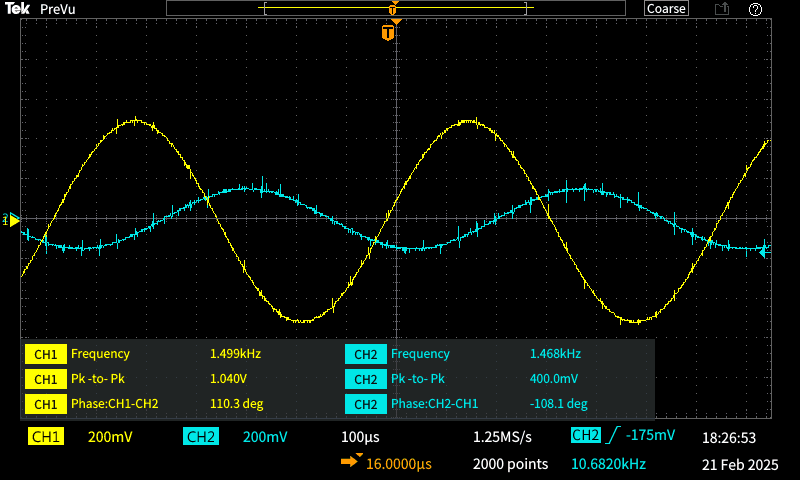 Tek PreVu Coarse
T
T
CH1 Frequency 1.499kHz CH2 Frequency 1.468kHz
CH1 Pk-to- Pk 1.040V CH2 Pk-to- Pk 400.0mV
CH1 Phase:CH1-CH2 110.3 deg CH2 Phase:CH2-CH1 -108.1 deg
CH1 200mV CH2 200mV 100µs 1.25MS/s CH2 -175mV 18:26:53
16.0000µs 2000 points 10.6820kHz 21 Feb 2025